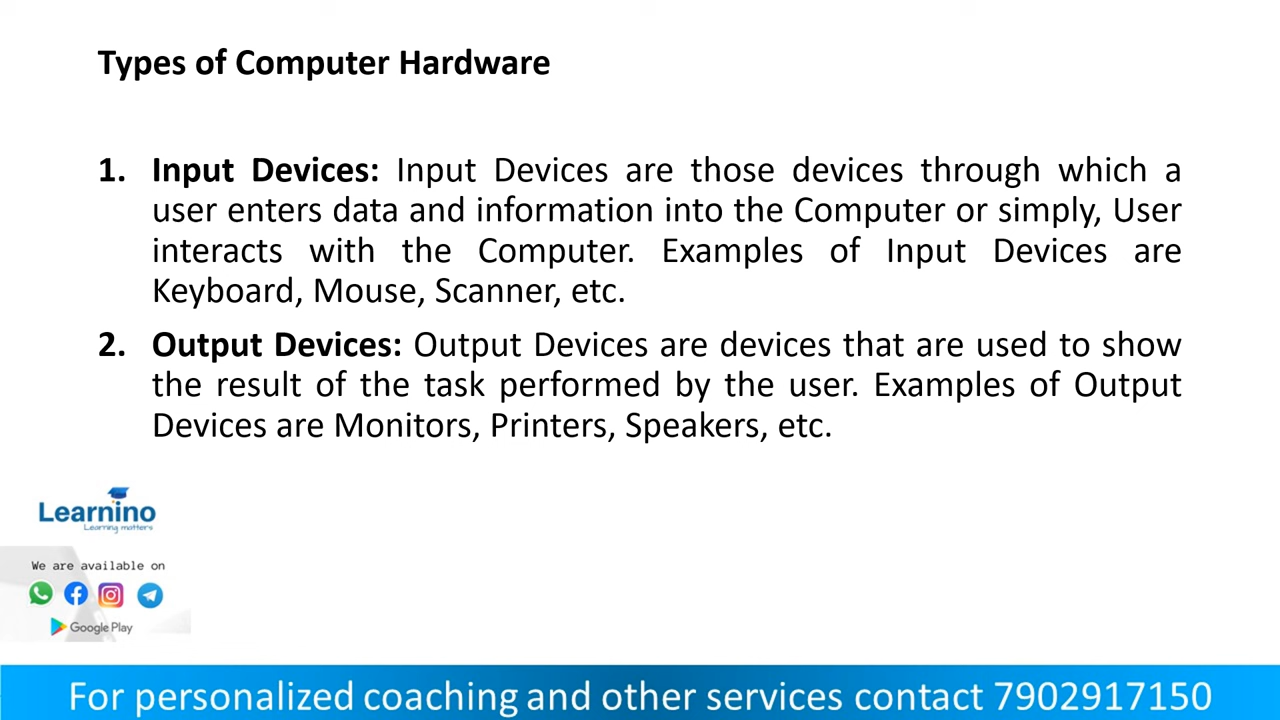 Types of Computer Hardware
1. Input Devices: Input Devices are those devices through which a
user enters data and information into the Computer or simply, User
interacts with the Computer. Examples of Input Devices are
Keyboard, Mouse, Scanner, etc.
2. Output Devices: Output Devices are devices that are used to show
the result of the task performed by the user. Examples of Output
Devices are Monitors, Printers, Speakers, etc.
Learnino
Learning matters
We are available on
Google Play
For personalized coaching and other services contact 7902917150